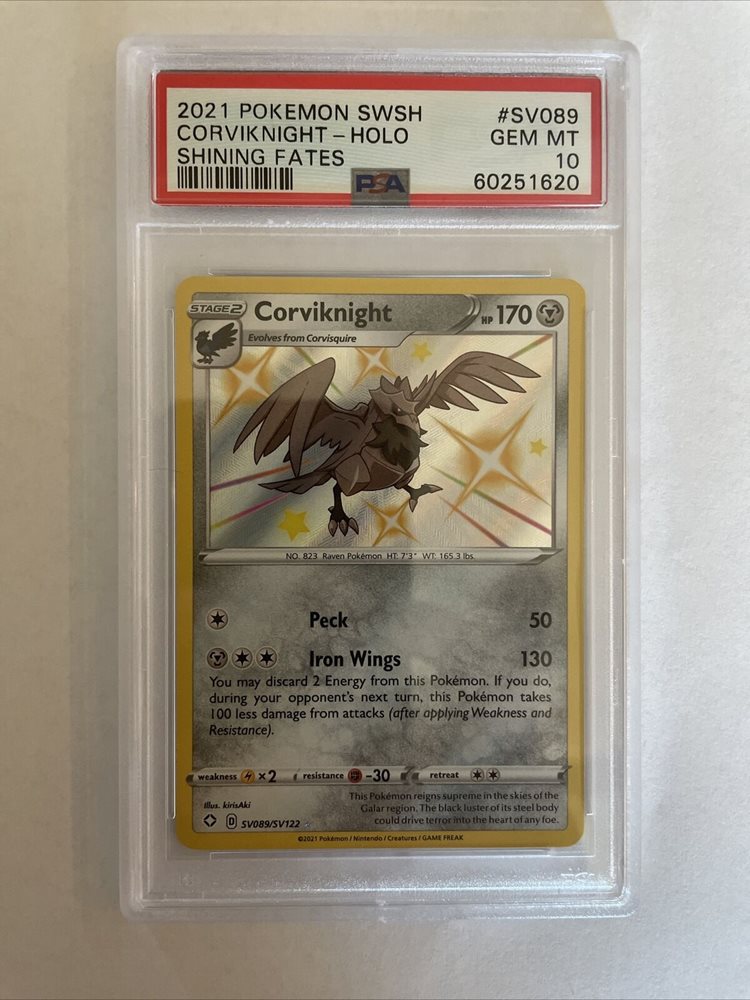 2021 POKEMON SWSH #SV089
CORVIKNIGHT – HOLO GEM MT
SHINING FATES 10
PSA 60251620
STAGE 2 Corviknight HP 170
Evolves from Corvisquire
NO. 823 Raven Pokémon HT: 7'3" WT: 165.3 lbs.
Peck 50
Iron Wings 130
You may discard 2 Energy from this Pokémon. If you do,
during your opponent's next turn, this Pokémon takes
100 less damage from attacks (after applying Weakness and
Resistance).
weakness ×2 resistance -30 retreat
This Pokémon reigns supreme in the skies of the
Illus. kirisAki Galar region. The black luster of its steel body
D SV089/SV122 could drive terror into the heart of any foe.
©2021 Pokémon / Nintendo / Creatures / GAME FREAK